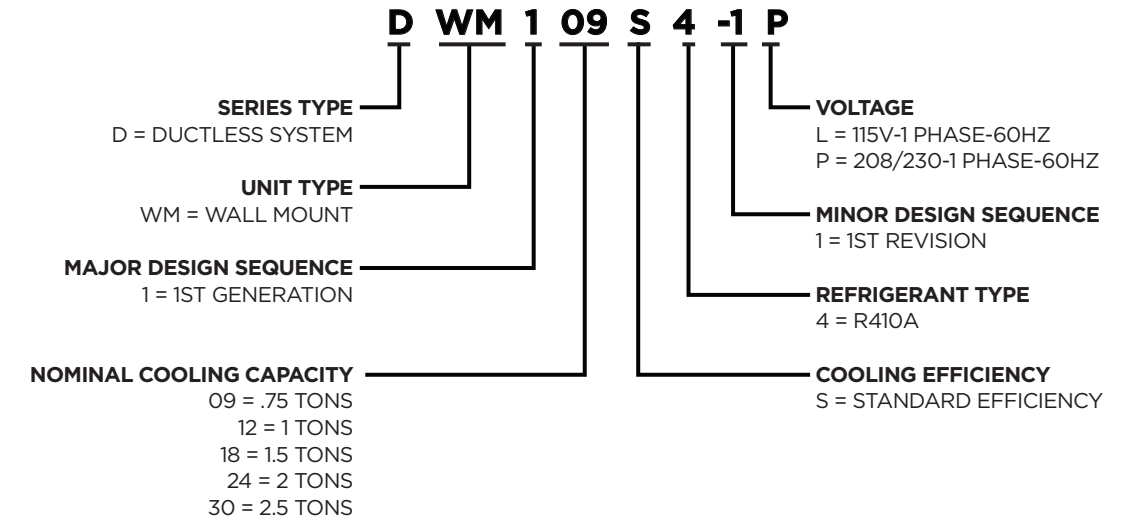 D WM 1 09 S 4 -1 P
SERIES TYPE
D = DUCTLESS SYSTEM
UNIT TYPE
WM = WALL MOUNT
MAJOR DESIGN SEQUENCE
1 = 1ST GENERATION
NOMINAL COOLING CAPACITY
09 = .75 TONS
12 = 1 TONS
18 = 1.5 TONS
24 = 2 TONS
30 = 2.5 TONS
VOLTAGE
L = 115V-1 PHASE-60HZ
P = 208/230-1 PHASE-60HZ
MINOR DESIGN SEQUENCE
1 = 1ST REVISION
REFRIGERANT TYPE
4 = R410A
COOLING EFFICIENCY
S = STANDARD EFFICIENCY